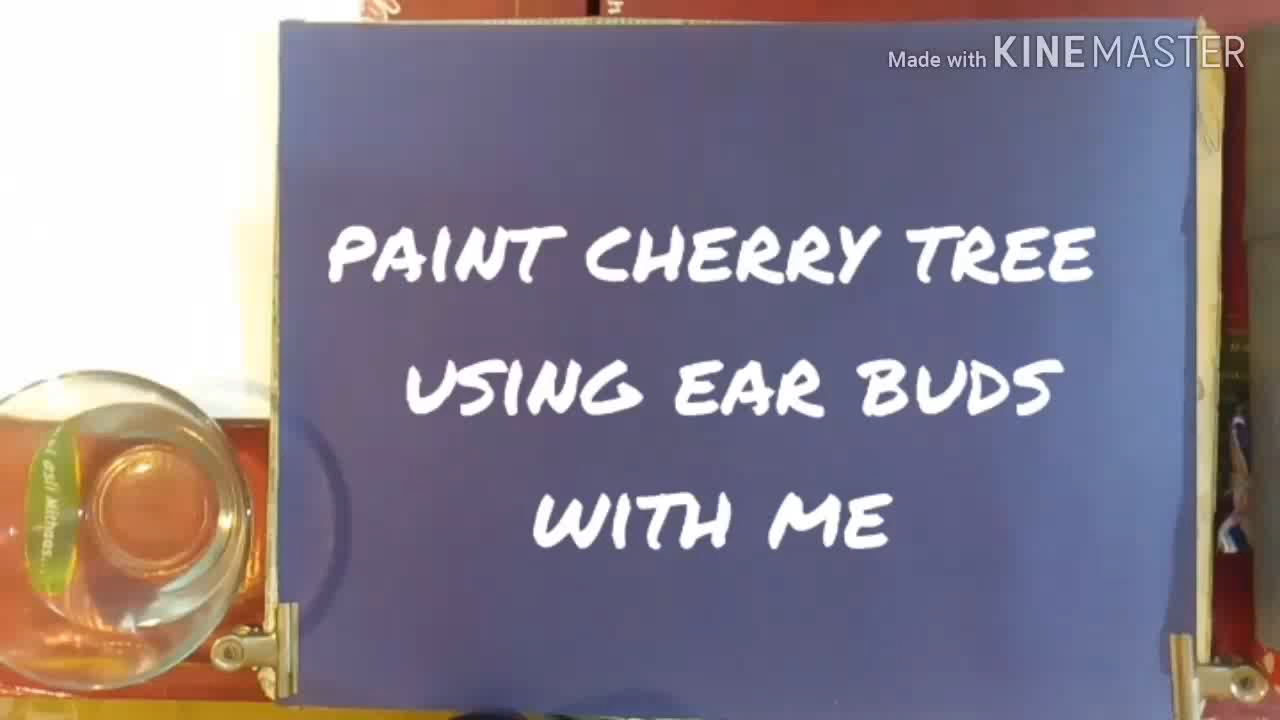 Made with KINEMASTER
PAINT CHERRY TREE
USING EAR BUDS
WITH ME